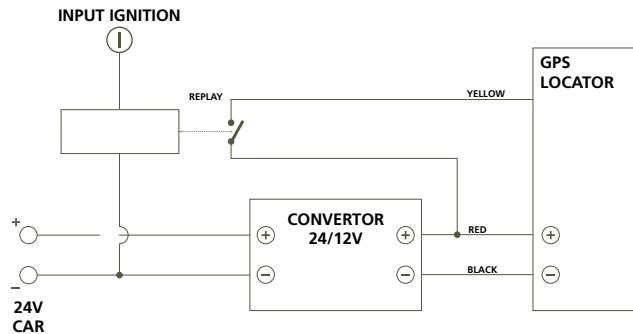 INPUT IGNITION
GPS
LOCATOR
REPLAY
YELLOW
CONVERTOR
24/12V
RED
BLACK
+
−
24V
CAR
+
−
+
−
+
−